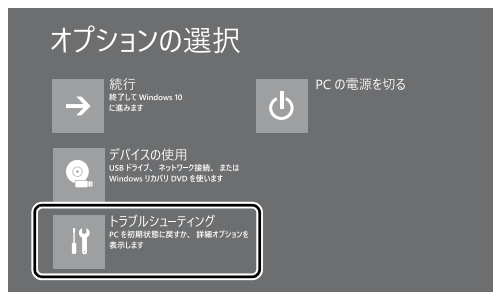 オプションの選択
続行
終了して Windows 10
に進みます
PC の電源を切る
デバイスの使用
USB ドライブ、ネットワーク接続、または
Windows リカバリ DVD を使います
トラブルシューティング
PC を初期状態に戻すか、詳細オプションを
表示します